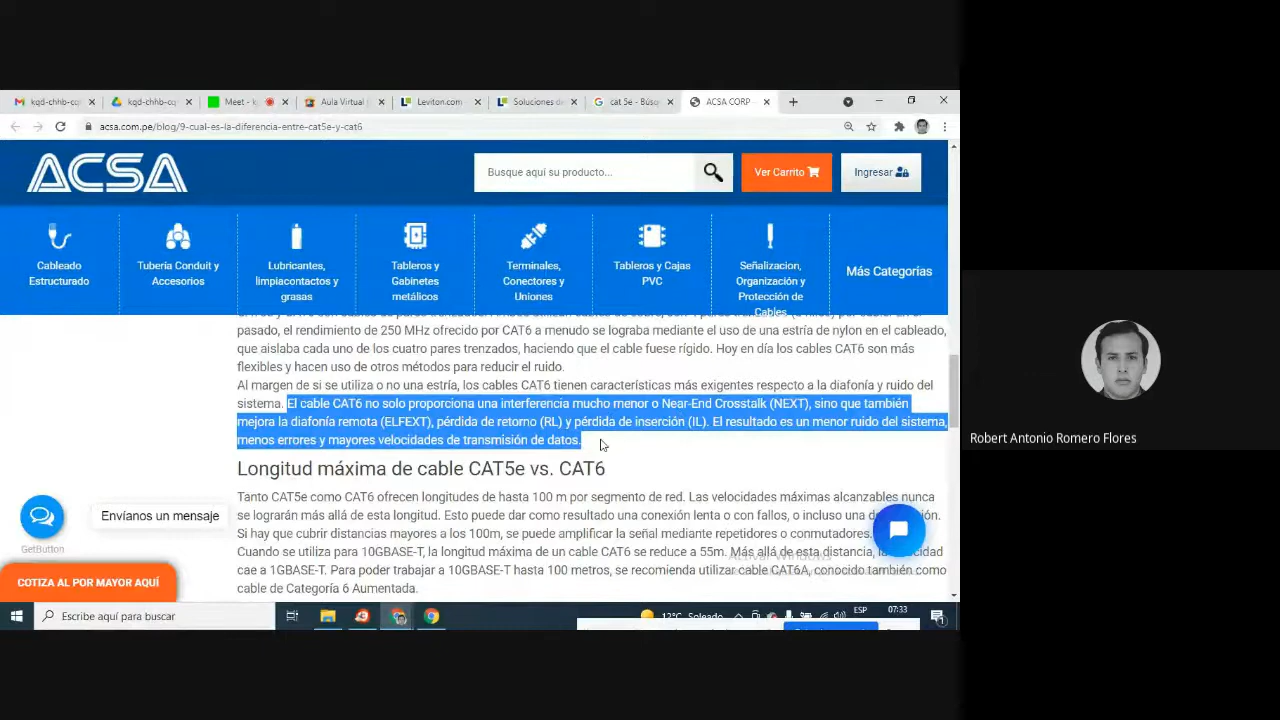 kqd-chhb-cq
kqd-chhb-cq
Meet - k
Aula Virtual
Leviton.com
Soluciones d
cat 5e - Búsq
ACSA CORP
acsa.com.pe/blog/9-cual-es-la-diferencia-entre-cat5e-y-cat6
ACSA
Busque aquí su producto...
Ver Carrito
Ingresar
Cableado
Estructurado
Tubería Conduit y
Accesorios
Lubricantes,
limpiacontactos y
grasas
Tableros y
Gabinetes
metálicos
Terminales,
Conectores y
Uniones
Tableros y Cajas
PVC
Señalizacion,
Organización y
Protección de
Cables
Más Categorías
pasado, el rendimiento de 250 MHz ofrecido por CAT6 a menudo se lograba mediante el uso de una estría de nylon en el cableado,
que aislaba cada uno de los cuatro pares trenzados, haciendo que el cable fuese rígido. Hoy en día los cables CAT6 son más
flexibles y hacen uso de otros métodos para reducir el ruido.
Al margen de si se utiliza o no una estría, los cables CAT6 tienen características más exigentes respecto a la diafonía y ruido del
sistema. El cable CAT6 no solo proporciona una interferencia mucho menor o Near-End Crosstalk (NEXT), sino que también
mejora la diafonía remota (ELFEXT), pérdida de retorno (RL) y pérdida de inserción (IL). El resultado es un menor ruido del sistema,
menos errores y mayores velocidades de transmisión de datos.
Longitud máxima de cable CAT5e vs. CAT6
Tanto CAT5e como CAT6 ofrecen longitudes de hasta 100 m por segmento de red. Las velocidades máximas alcanzables nunca
se lograrán más allá de esta longitud. Esto puede dar como resultado una conexión lenta o con fallos, o incluso una
Si hay que cubrir distancias mayores a los 100m, se puede amplificar la señal mediante repetidores o conmutadores.
Cuando se utiliza para 10GBASE-T, la longitud máxima de un cable CAT6 se reduce a 55m. Más allá de esta distancia, la
cae a 1GBASE-T. Para poder trabajar a 10GBASE-T hasta 100 metros, se recomienda utilizar cable CAT6A, conocido también como
cable de Categoría 6 Aumentada.
Envíanos un mensaje
GetButton
COTIZA AL POR MAYOR AQUÍ
Activar Windows
Escribe aquí para buscar
12°C Soleado
ESP
07:33
Robert Antonio Romero Flores